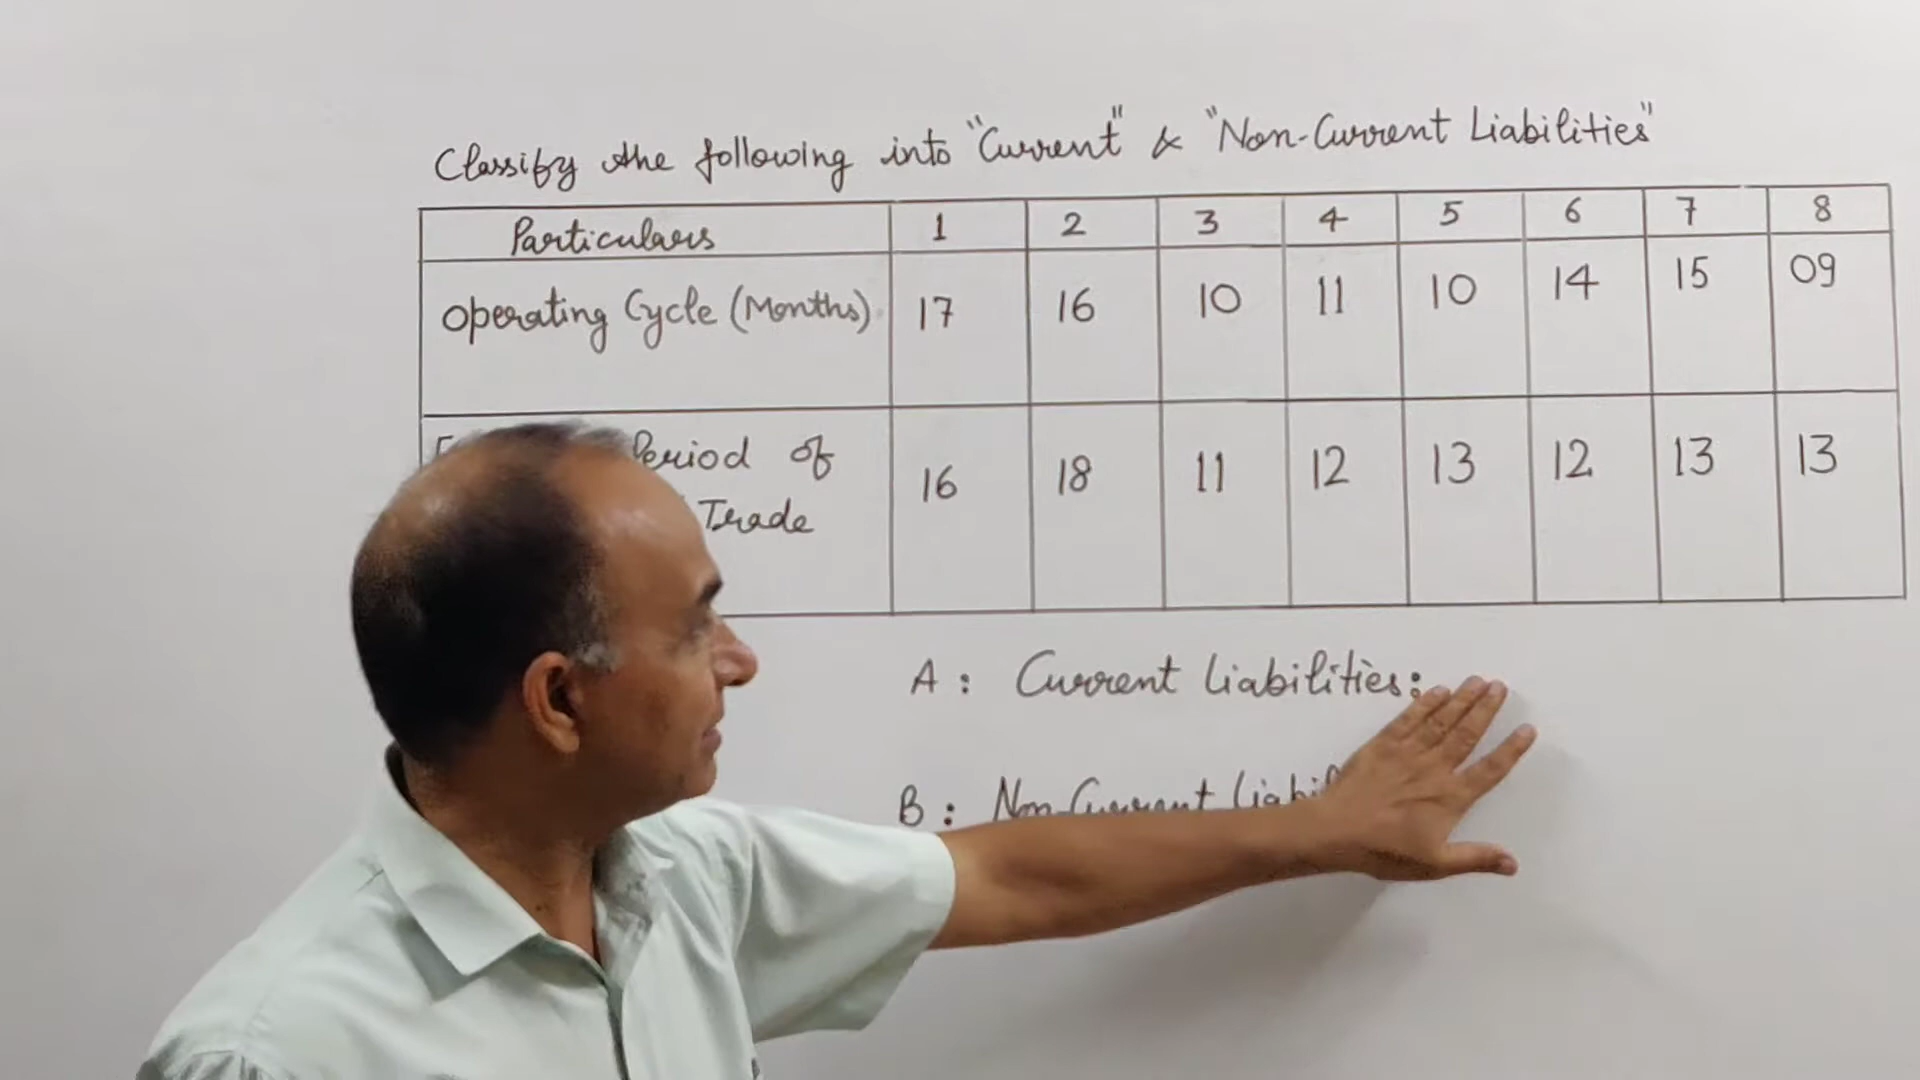 Classify the following into "Current" & "Non-Current Liabilities"
Particulars 1 2 3 4 5 6 7 8
Operating Cycle (Months) 17 16 10 11 10 14 15 09
Period of
Trade 16 18 11 12 13 12 13 13
A : Current Liabilities:
B : Non-Current